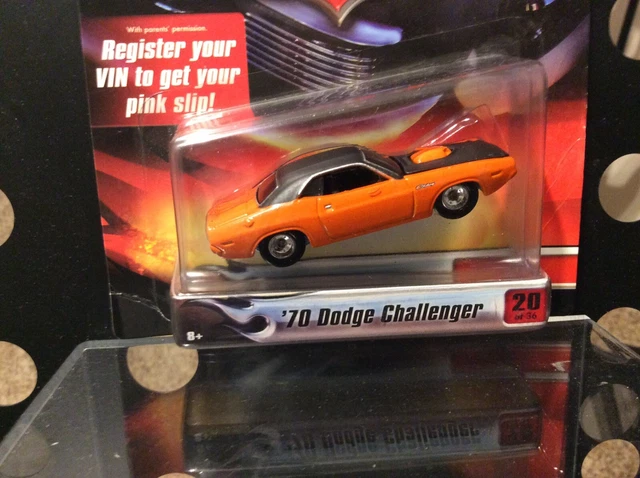 With parents' permission.
Register your
VIN to get your
pink slip!
'70 Dodge Challenger
20
of 36
8+